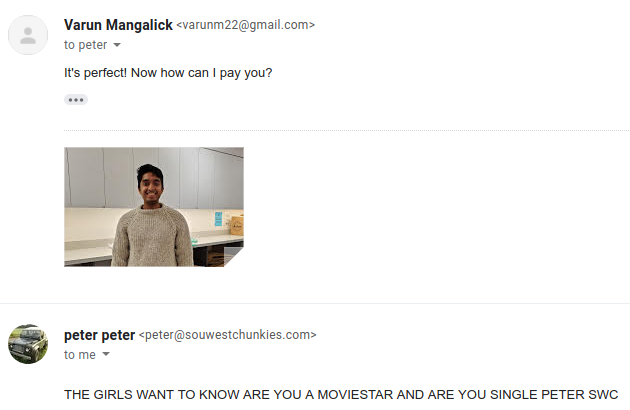 Varun Mangalick <varunm22@gmail.com>
to peter
It's perfect! Now how can I pay you?
peter peter <peter@souwestchunkies.com>
to me
THE GIRLS WANT TO KNOW ARE YOU A MOVIESTAR AND ARE YOU SINGLE PETER SWC